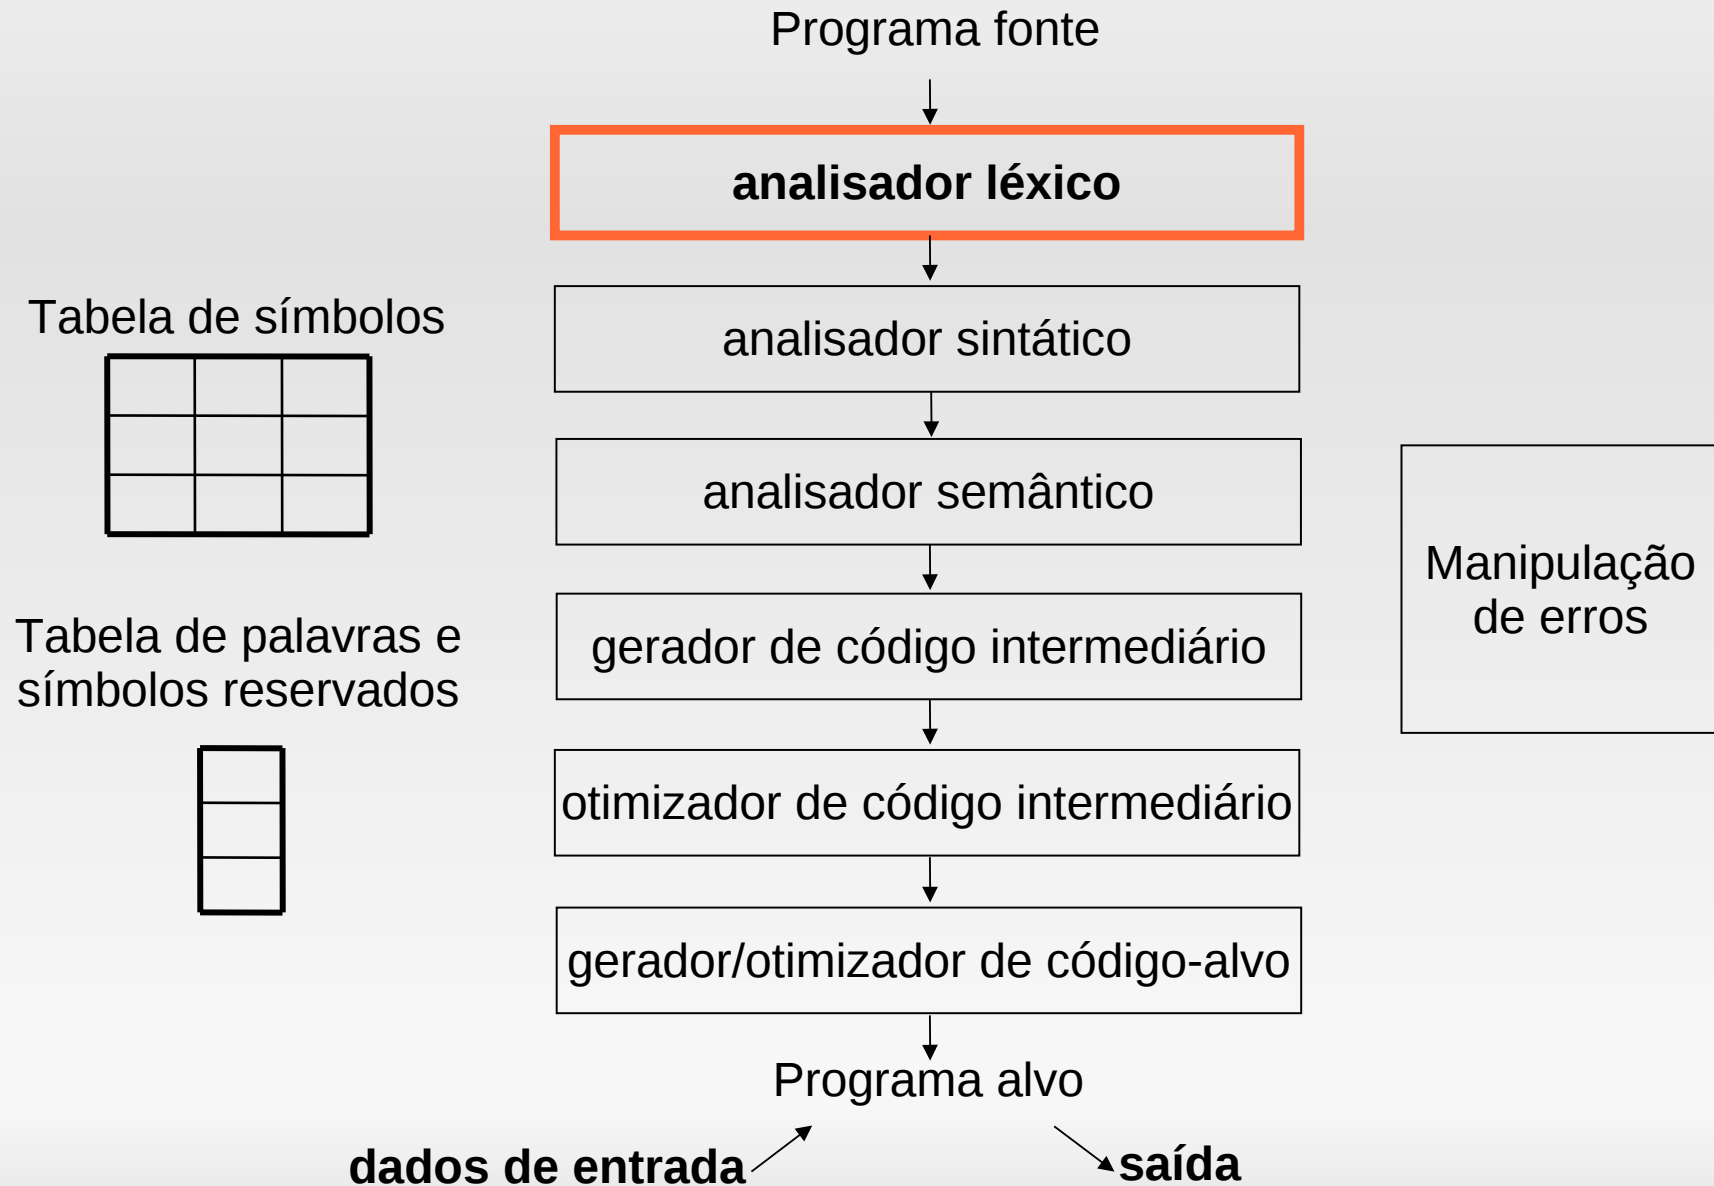 Programa fonte
analisador léxico
Tabela de símbolos
analisador sintático
analisador semântico
Manipulação
de erros
Tabela de palavras e
símbolos reservados
gerador de código intermediário
otimizador de código intermediário
gerador/otimizador de código-alvo
Programa alvo
dados de entrada
saída